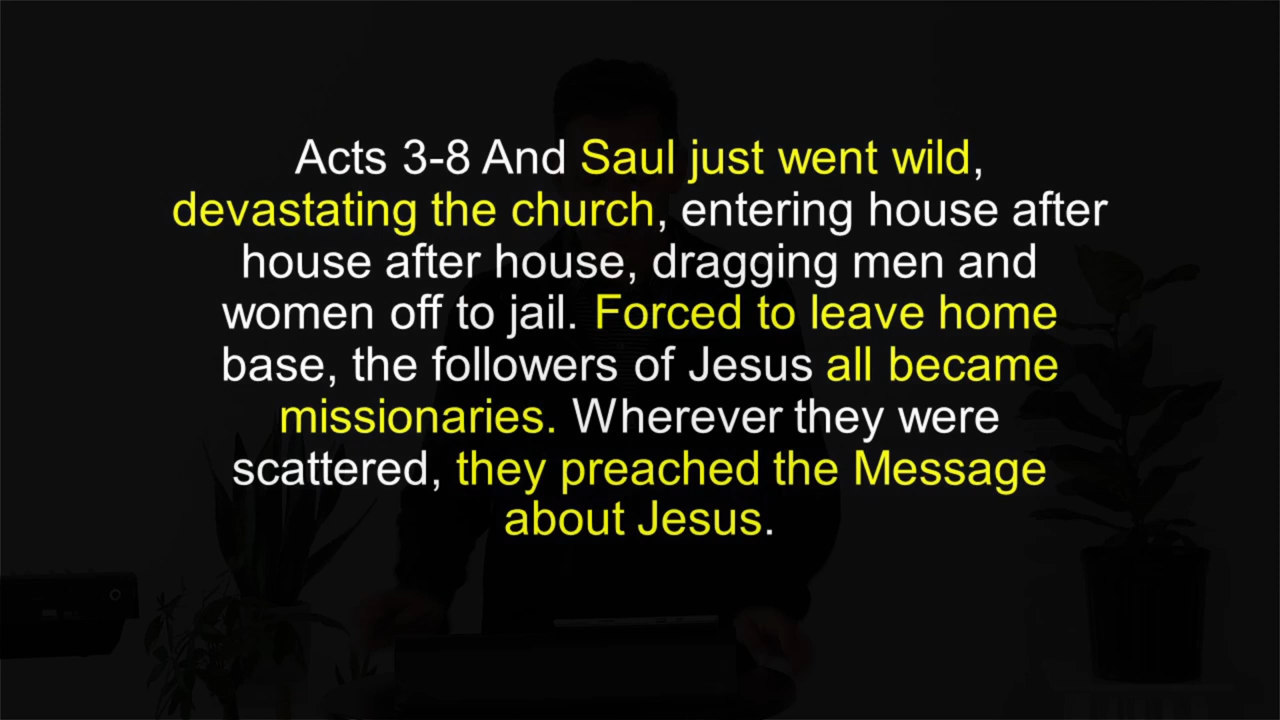 Acts 3-8 And Saul just went wild,
devastating the church, entering house after
house after house, dragging men and
women off to jail. Forced to leave home
base, the followers of Jesus all became
missionaries. Wherever they were
scattered, they preached the Message
about Jesus.